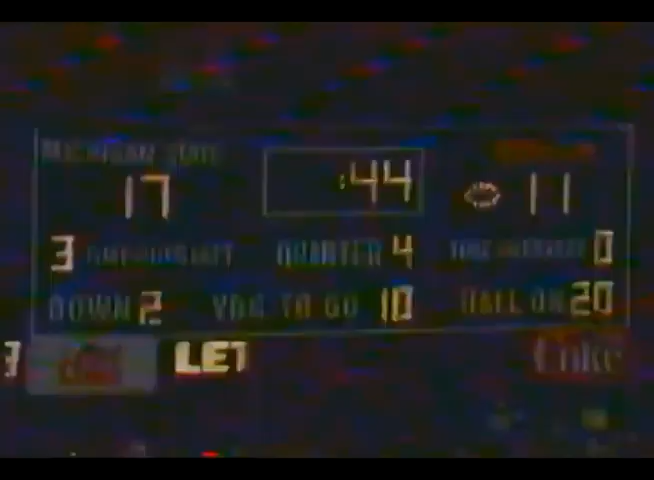 MICHIGAN STATE
17 :44 11
3 QUARTER 4 0
DOWN 2 YDS. TO GO 10 BALL ON 20
LET
Coke